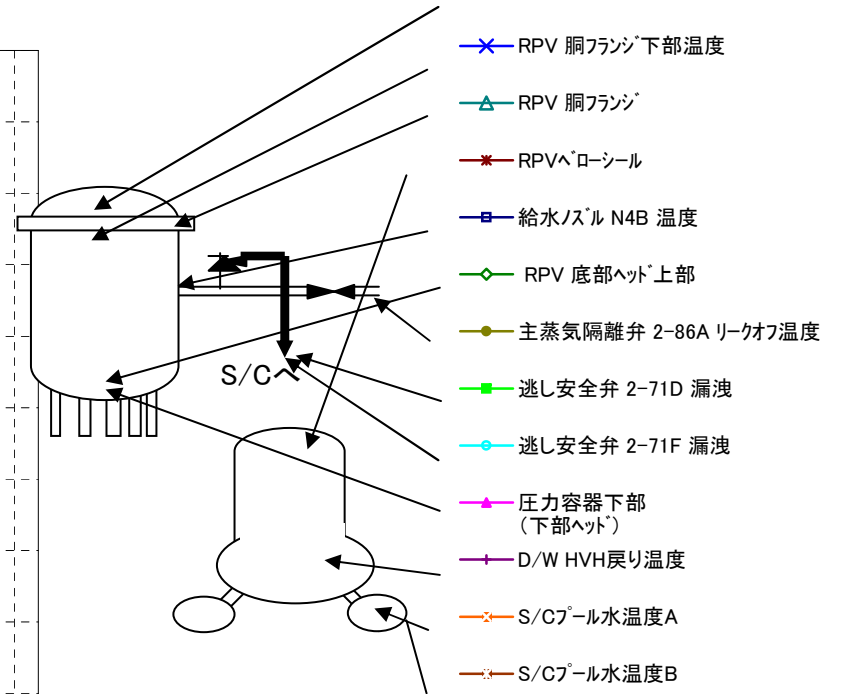 RPV 胴フランジ下部温度
RPV 胴フランジ
RPVベローシール
給水ノズル N4B 温度
RPV 底部ヘッド上部
主蒸気隔離弁 2-86A リークオフ温度
逃し安全弁 2-71D 漏洩
逃し安全弁 2-71F 漏洩
圧力容器下部
(下部ヘッド)
D/W HVH戻り温度
S/Cプール水温度A
S/Cプール水温度B
S/Cへ